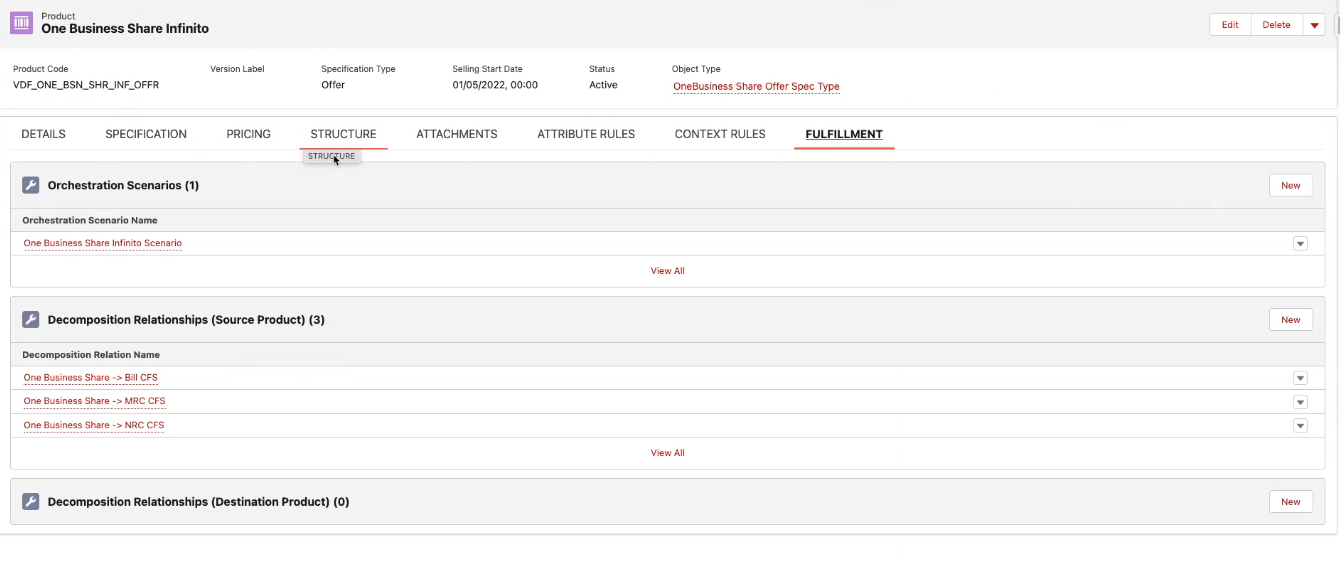 Product
One Business Share Infinito
Edit
Delete
Product Code
Version Label
Specification Type
Selling Start Date
Status
Object Type
VDF_ONE_BSN_SHR_INF_OFFR
Offer
01/05/2022, 00:00
Active
OneBusiness Share Offer Spec Type
DETAILS
SPECIFICATION
PRICING
STRUCTURE
ATTACHMENTS
ATTRIBUTE RULES
CONTEXT RULES
FULFILLMENT
STRUCTURE
Orchestration Scenarios (1)
New
Orchestration Scenario Name
One Business Share Infinito Scenario
View All
Decomposition Relationships (Source Product) (3)
New
Decomposition Relation Name
One Business Share -> Bill CFS
One Business Share -> MRC CFS
One Business Share -> NRC CFS
View All
Decomposition Relationships (Destination Product) (0)
New